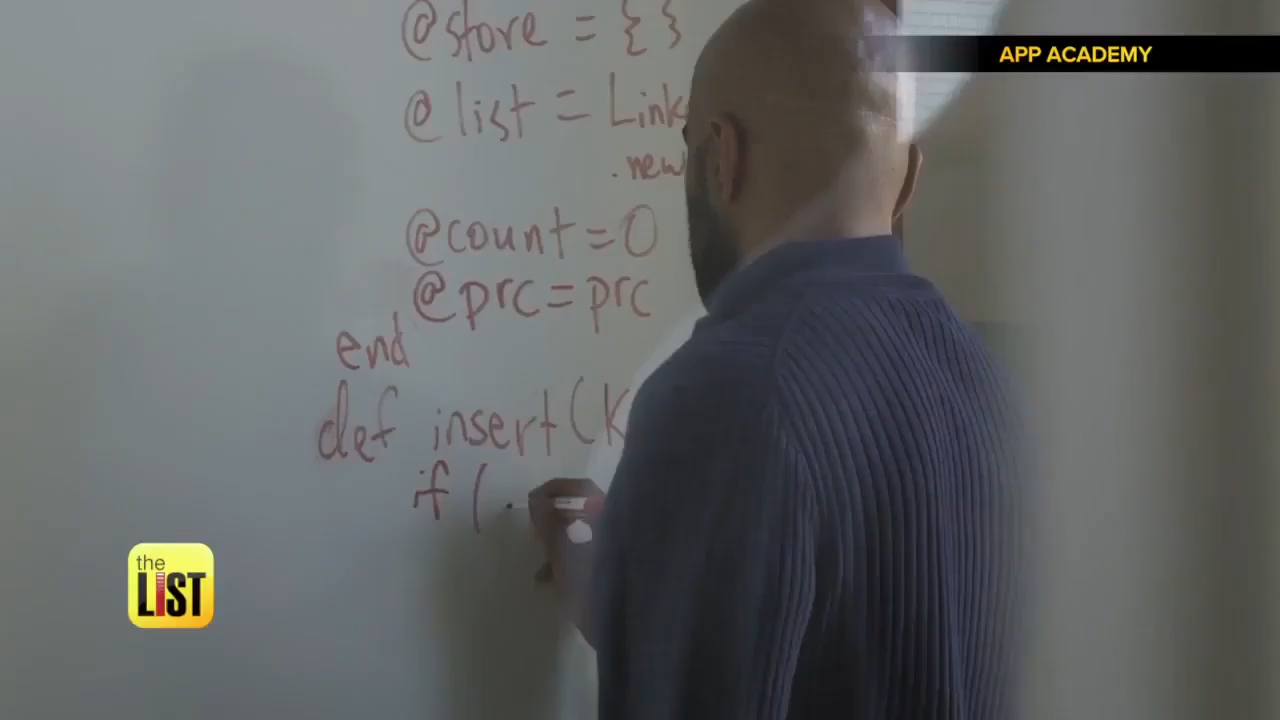 @store = {}
APP ACADEMY
@list = Link
.new
@count=0
@prc=prc
end
def insert(K
if (
the
LIST